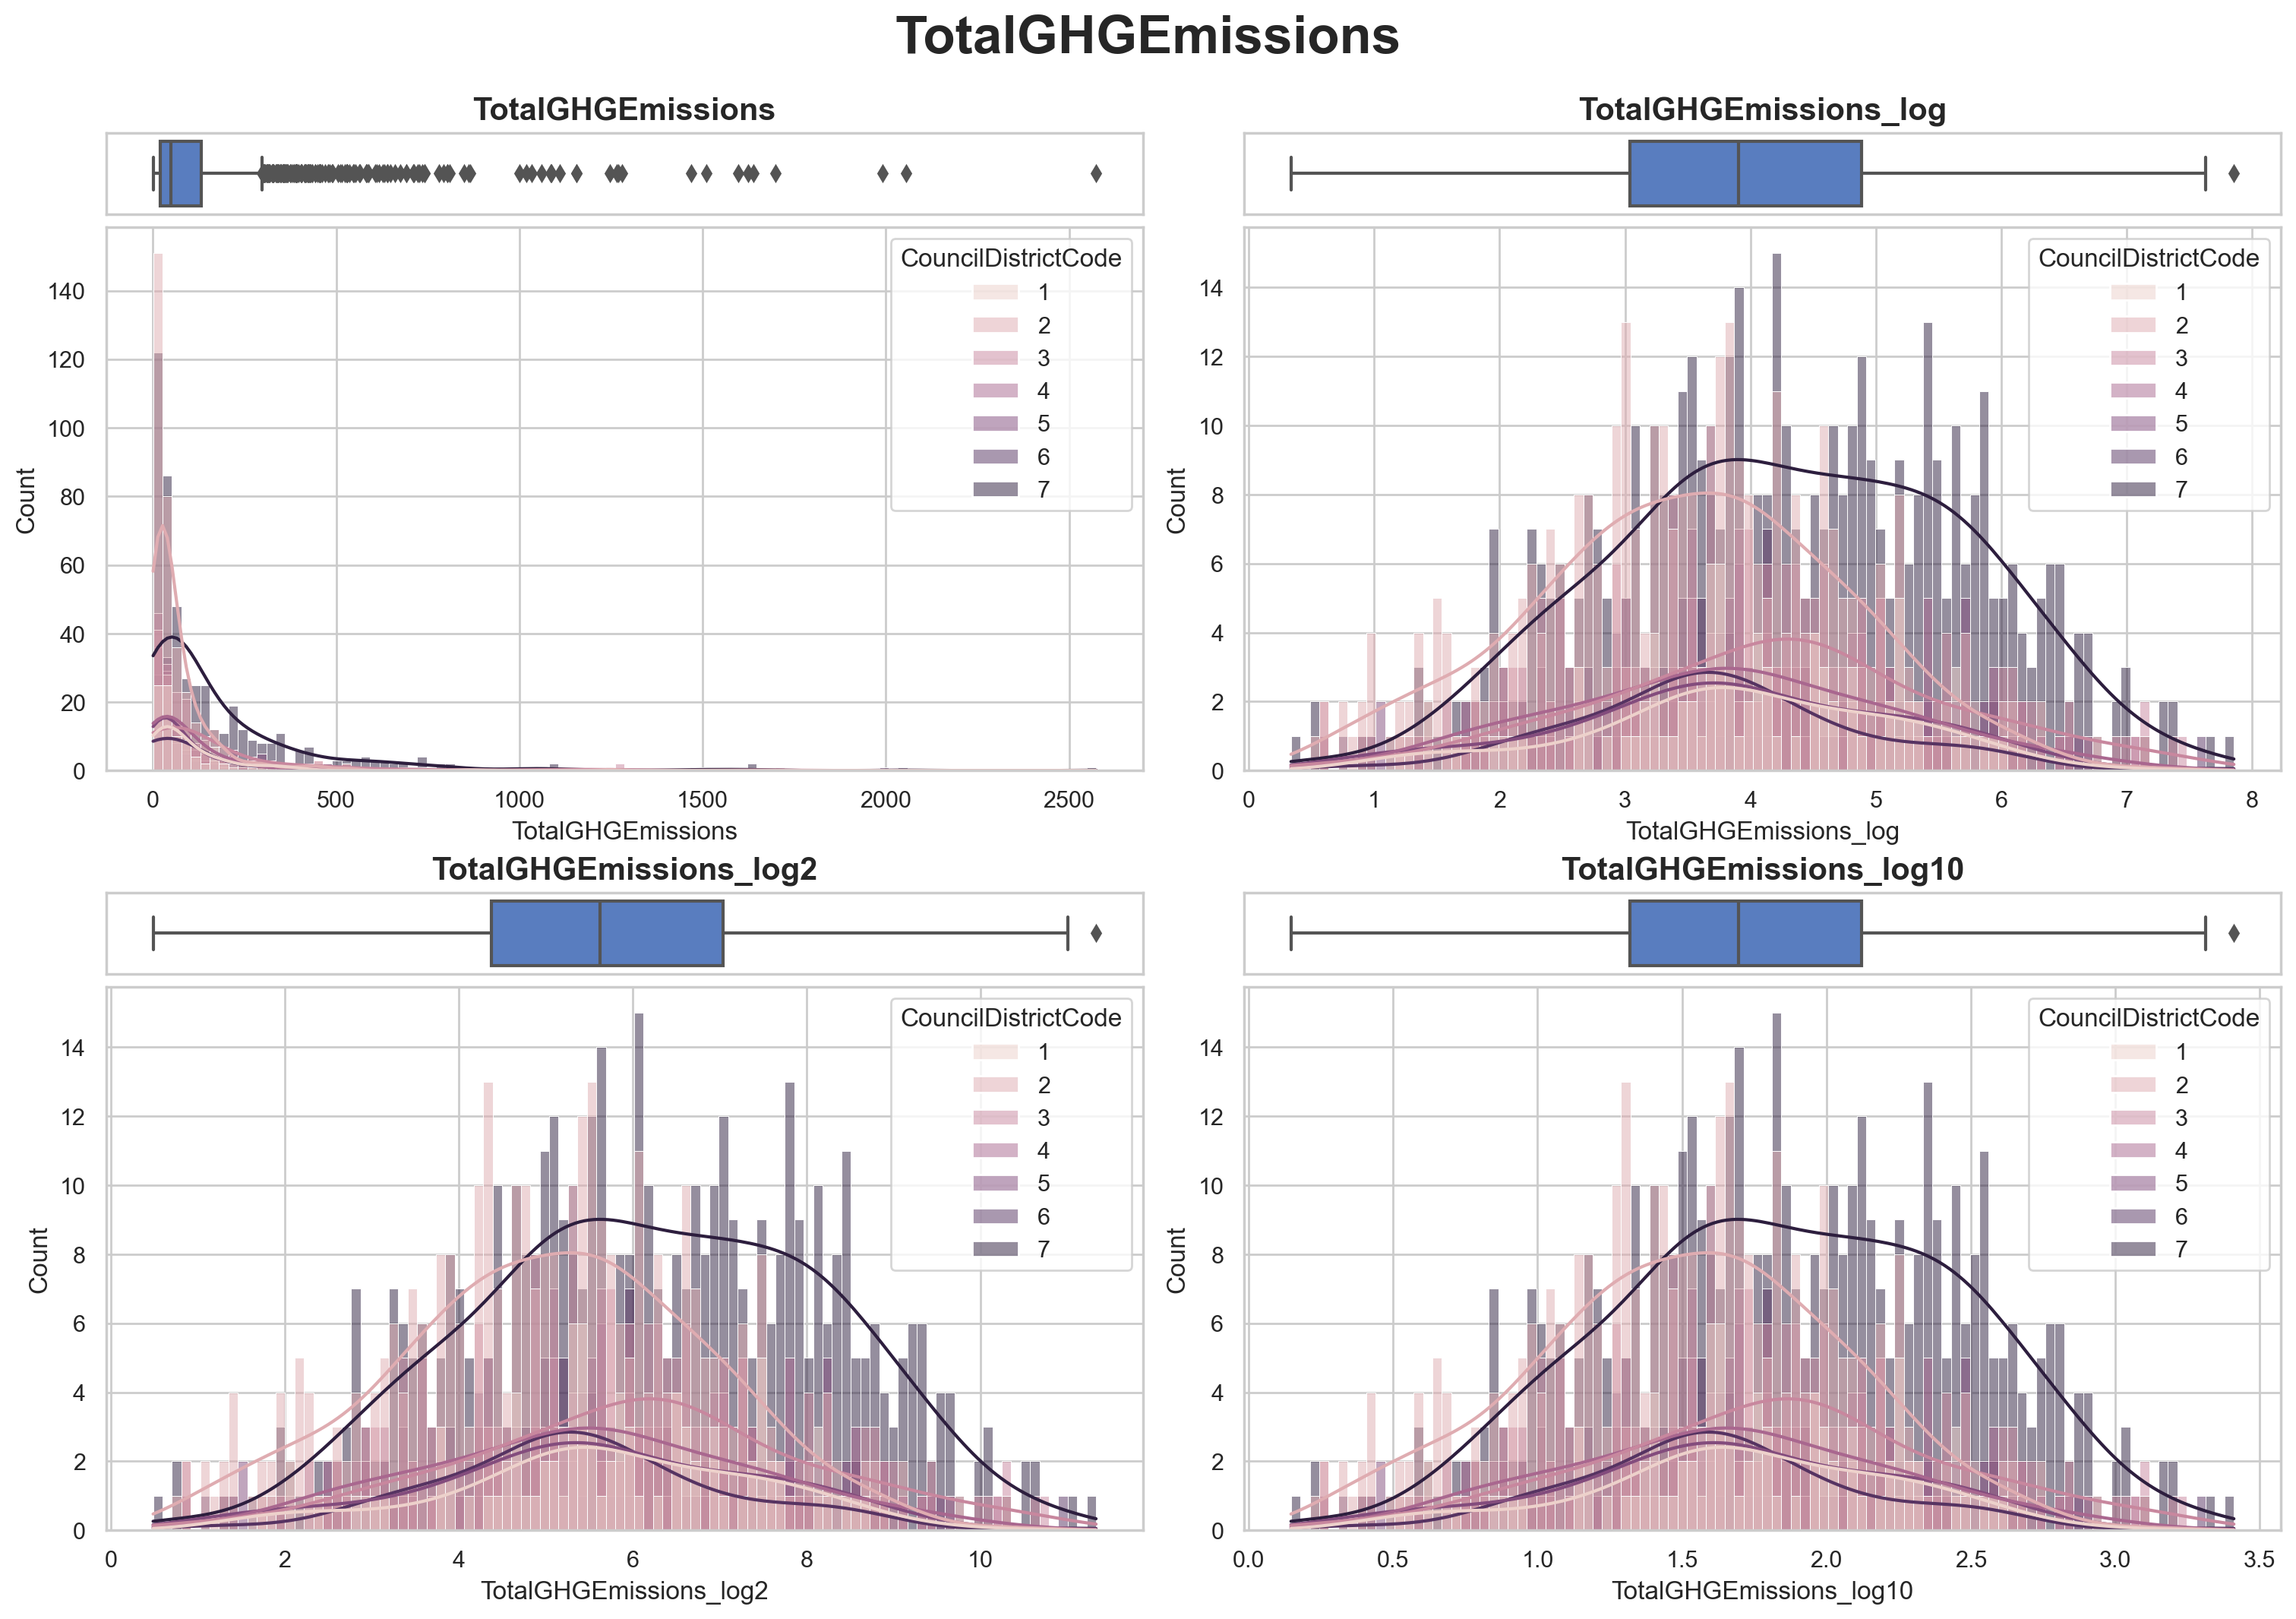 TotalGHGEmissions
TotalGHGEmissions
CouncilDistrictCode
1
2
3
4
5
6
7
Count
140
120
100
80
60
40
20
0
0 500 1000 1500 2000 2500
TotalGHGEmissions
TotalGHGEmissions_log
CouncilDistrictCode
1
2
3
4
5
6
7
Count
14
12
10
8
6
4
2
0
0 1 2 3 4 5 6 7 8
TotalGHGEmissions_log
TotalGHGEmissions_log2
CouncilDistrictCode
1
2
3
4
5
6
7
Count
14
12
10
8
6
4
2
0
0 2 4 6 8 10
TotalGHGEmissions_log2
TotalGHGEmissions_log10
CouncilDistrictCode
1
2
3
4
5
6
7
Count
14
12
10
8
6
4
2
0
0.0 0.5 1.0 1.5 2.0 2.5 3.0 3.5
TotalGHGEmissions_log10